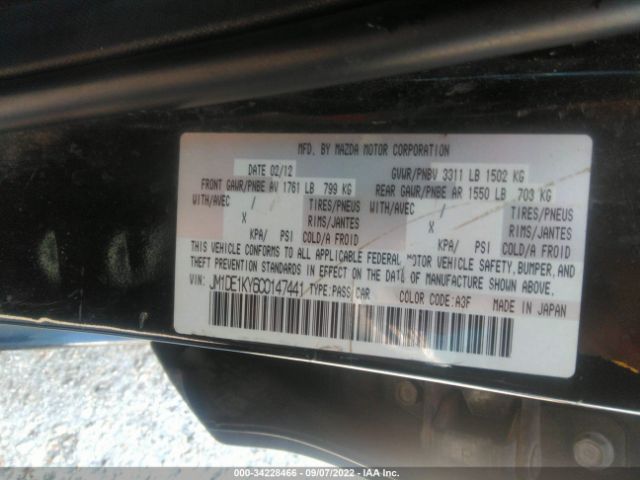 MFD. BY MAZDA MOTOR CORPORATION
DATE 02/12 GVWR/PNBV 3311 LB 1502 KG
FRONT GAWR/PNBE AV 1761 LB 799 KG REAR GAWR/PNBE AR 1550 LB 703 KG
WITH/AVEC / TIRES/PNEUS WITH/AVEC / TIRES/PNEUS
X RIMS/JANTES X RIMS/JANTES
KPA/ PSI COLD/A FROID KPA/ PSI COLD/A FROID
THIS VEHICLE CONFORMS TO ALL APPLICABLE FEDERAL MOTOR VEHICLE SAFETY, BUMPER, AND
THEFT PREVENTION STANDARDS IN EFFECT ON THE DATE OF MANUFACTURE SHOWN ABOVE.
VIN: JM1DE1KY6C0147441 TYPE: PASS CAR COLOR CODE: A3F MADE IN JAPAN
000-34228466 - 09/07/2022 - IAA Inc.